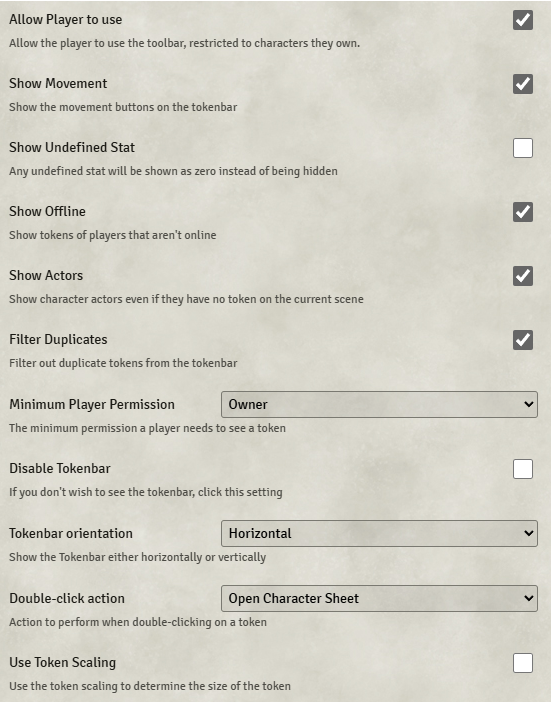 Allow Player to use
Allow the player to use the toolbar, restricted to characters they own.
Show Movement
Show the movement buttons on the tokenbar
Show Undefined Stat
Any undefined stat will be shown as zero instead of being hidden
Show Offline
Show tokens of players that aren't online
Show Actors
Show character actors even if they have no token on the current scene
Filter Duplicates
Filter out duplicate tokens from the tokenbar
Minimum Player Permission Owner
The minimum permission a player needs to see a token
Disable Tokenbar
If you don't wish to see the tokenbar, click this setting
Tokenbar orientation Horizontal
Show the Tokenbar either horizontally or vertically
Double-click action Open Character Sheet
Action to perform when double-clicking on a token
Use Token Scaling
Use the token scaling to determine the size of the token